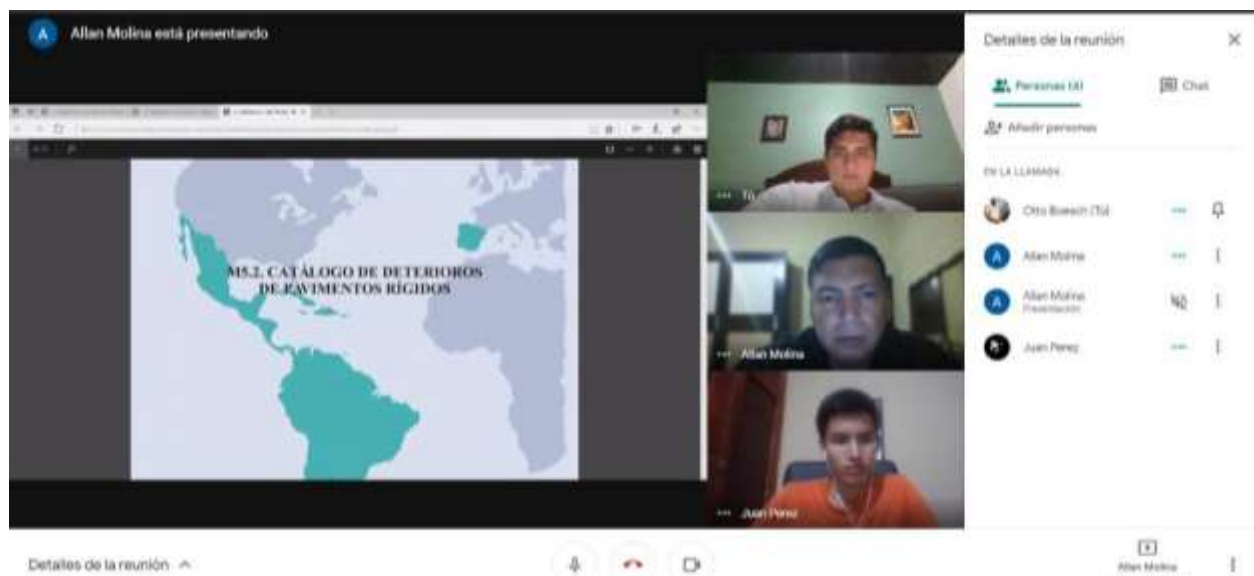 A
Allan Molina está presentando
M5.2. CATÁLOGO DE DETERIOROS
DE PAVIMENTOS RÍGIDOS
Tú
Allan Molina
Juan Perez
Detalles de la reunión
Personas (4)
Chat
Añadir personas
EN LA LLAMADA
Otto (Tú)
A
Allan Molina
A
Allan Molina
Presentación
Juan Perez
Detalles de la reunión
Allan Molina